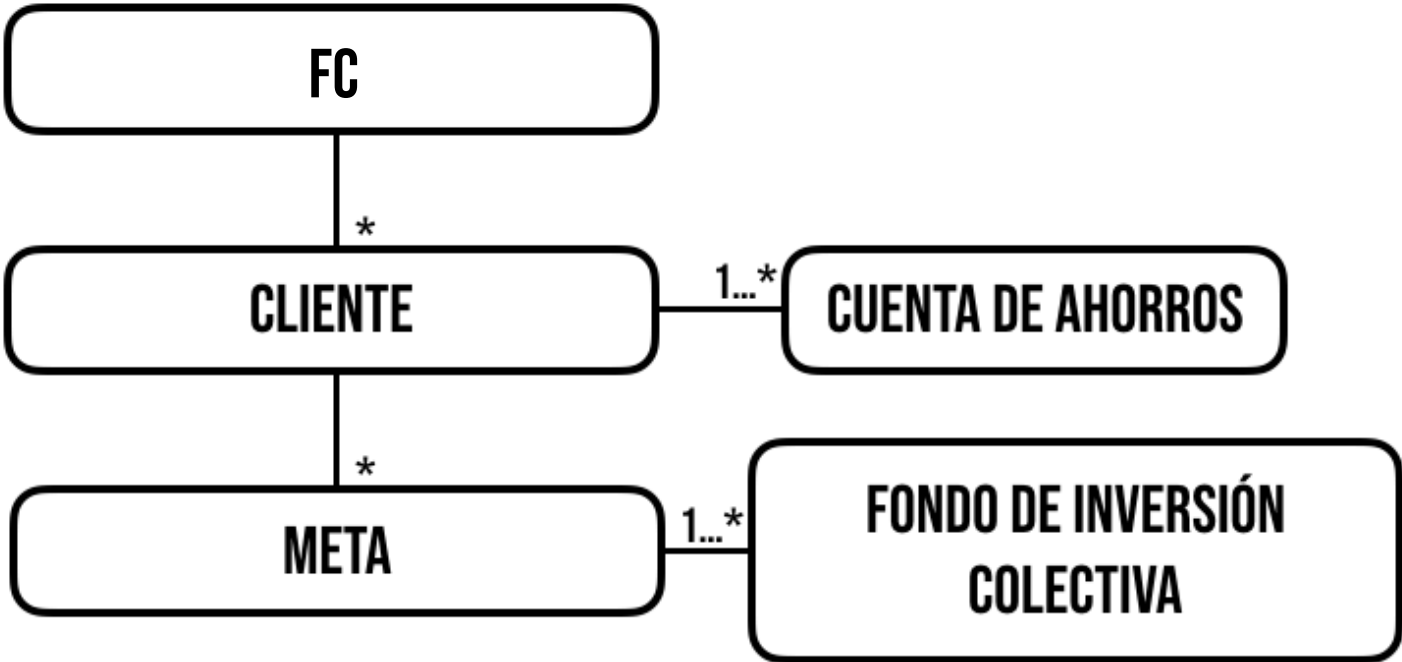 FC
*
CLIENTE
1...*
CUENTA DE AHORROS
*
META
1...*
FONDO DE INVERSIÓN
COLECTIVA